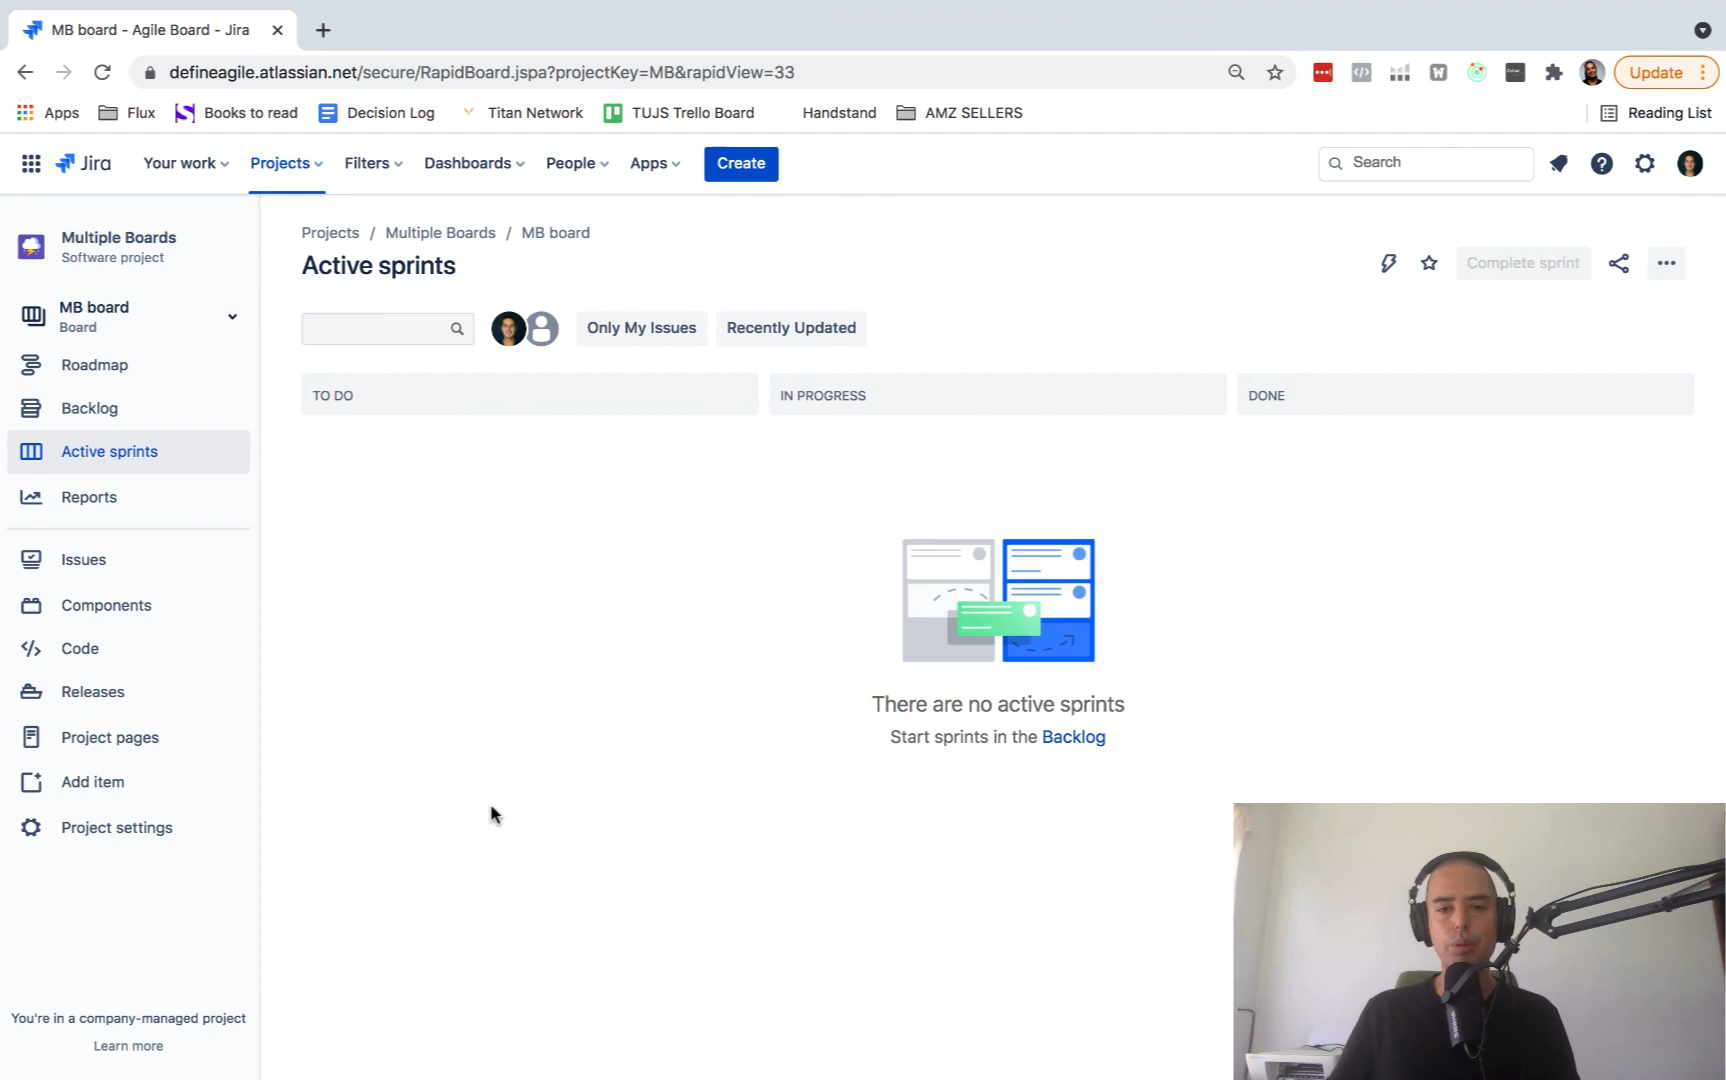 MB board - Agile Board - Jira
defineagile.atlassian.net/secure/RapidBoard.jspa?projectKey=MB&rapidView=33
Update
Apps
Flux
Books to read
Decision Log
Titan Network
TUJS Trello Board
Handstand
AMZ SELLERS
Reading List
Jira
Your work
Projects
Filters
Dashboards
People
Apps
Create
Search
Multiple Boards
Software project
MB board
Board
Roadmap
Backlog
Active sprints
Reports
Issues
Components
Code
Releases
Project pages
Add item
Project settings
You're in a company-managed project
Learn more
Projects / Multiple Boards / MB board
Active sprints
Complete sprint
Only My Issues
Recently Updated
TO DO
IN PROGRESS
DONE
There are no active sprints
Start sprints in the Backlog